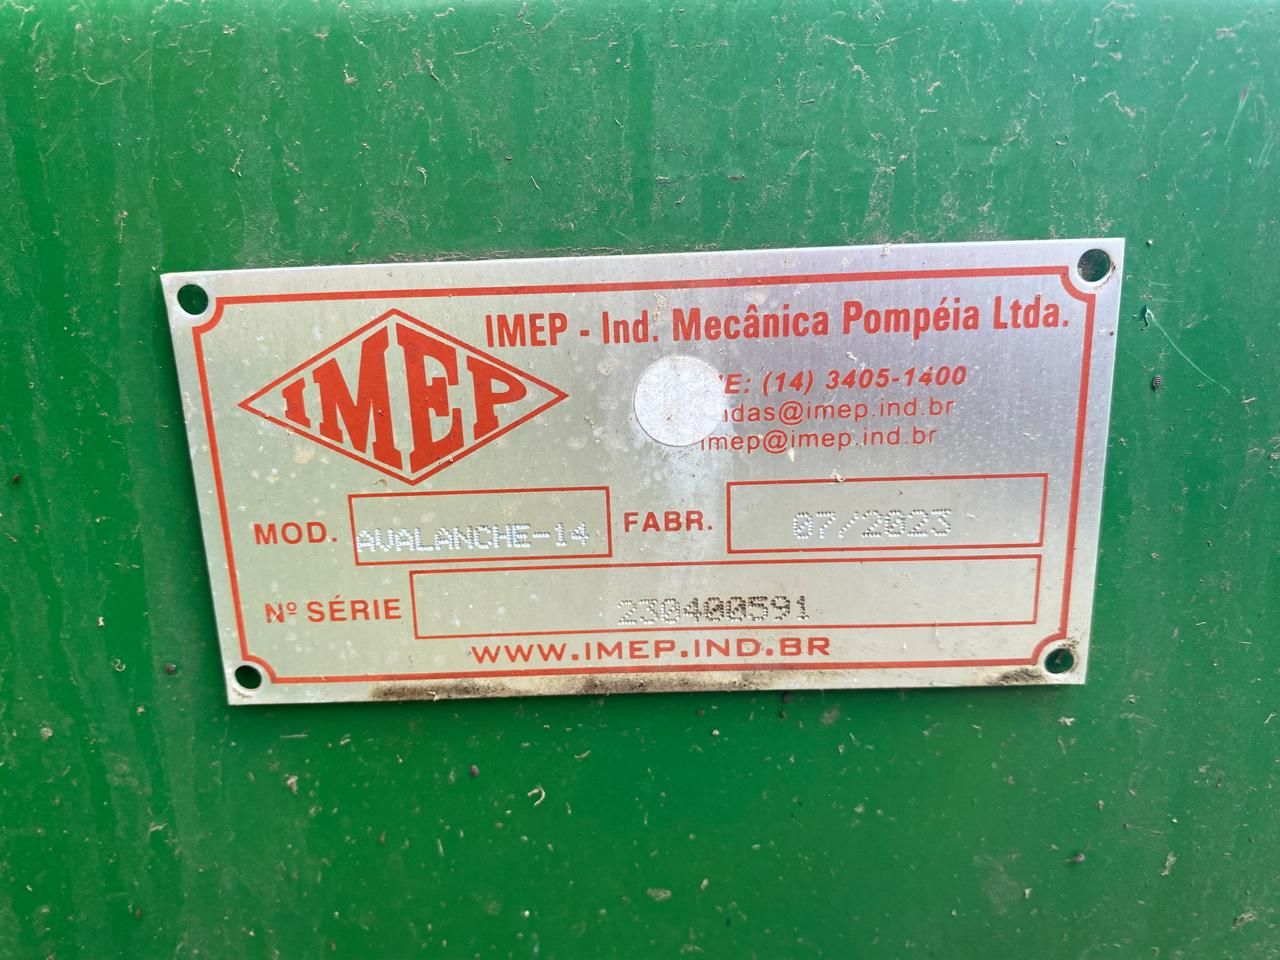 IMEP
IMEP - Ind. Mecânica Pompéia Ltda.
(14) 3405-1400
imep@imep.ind.br
MOD. AVALANCHE-14 FABR. 07/2023
Nº SÉRIE 230400591
WWW.IMEP.IND.BR